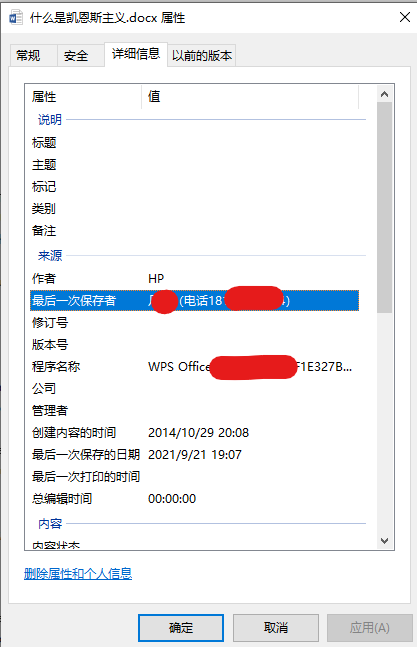 什么是凯恩斯主义.docx 属性
常规 安全 详细信息 以前的版本
属性 值
说明
标题
主题
标记
类别
备注
来源
作者 HP
最后一次保存者 (电话18
修订号
版本号
程序名称 WPS Office F1E327B...
公司
管理者
创建内容的时间 2014/10/29 20:08
最后一次保存的日期 2021/9/21 19:07
最后一次打印的时间
总编辑时间 00:00:00
内容
内容状态
删除属性和个人信息
确定 取消 应用(A)